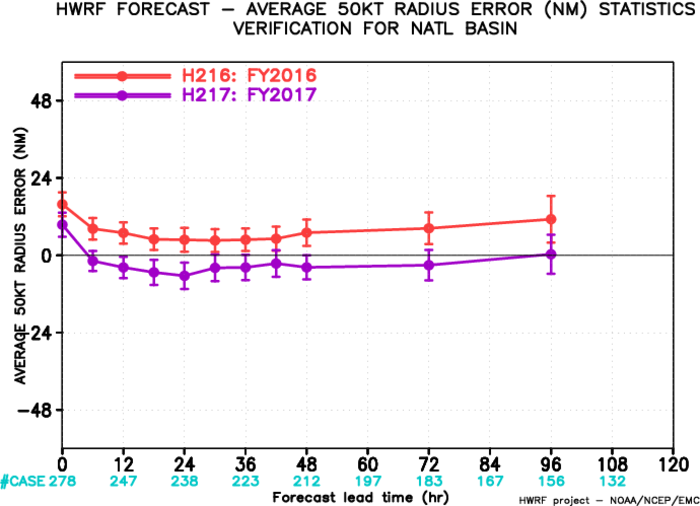 HWRF FORECAST – AVERAGE 50KT RADIUS ERROR (NM) STATISTICS
VERIFICATION FOR NATL BASIN
H216: FY2016
H217: FY2017
AVERAGE 50KT RADIUS ERROR (NM)
48
24
0
-24
-48
0 12 24 36 48 60 72 84 96 108 120
#CASE 278 247 238 223 212 197 183 167 156 132
Forecast lead time (hr)
HWRF project – NOAA/NCEP/EMC